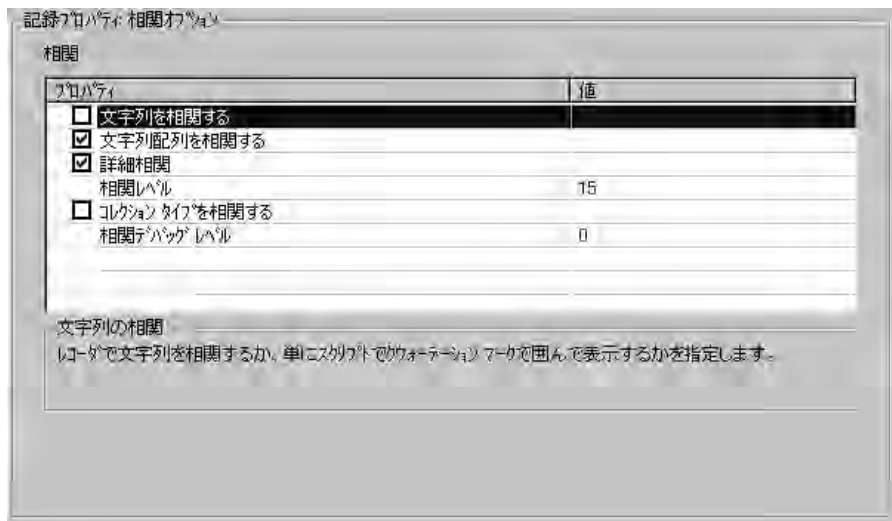 記録ﾌﾟﾛﾊﾟﾃｨ: 相関ｵﾌﾟｼｮﾝ
相関
ﾌﾟﾛﾊﾟﾃｨ 値
文字列を相関する
文字列配列を相関する
詳細相関
相関ﾚﾍﾞﾙ 15
ｺﾚｸｼｮﾝ ﾀｲﾌﾟを相関する
相関ﾃﾞﾊﾞｯｸﾞ ﾚﾍﾞﾙ 0
文字列の相関
ﾚｺｰﾀﾞで文字列を相関するか、単にｽｸﾘﾌﾟﾄでｸｳｫｰﾃｰｼｮﾝ ﾏｰｸで囲んで表示するかを指定します。